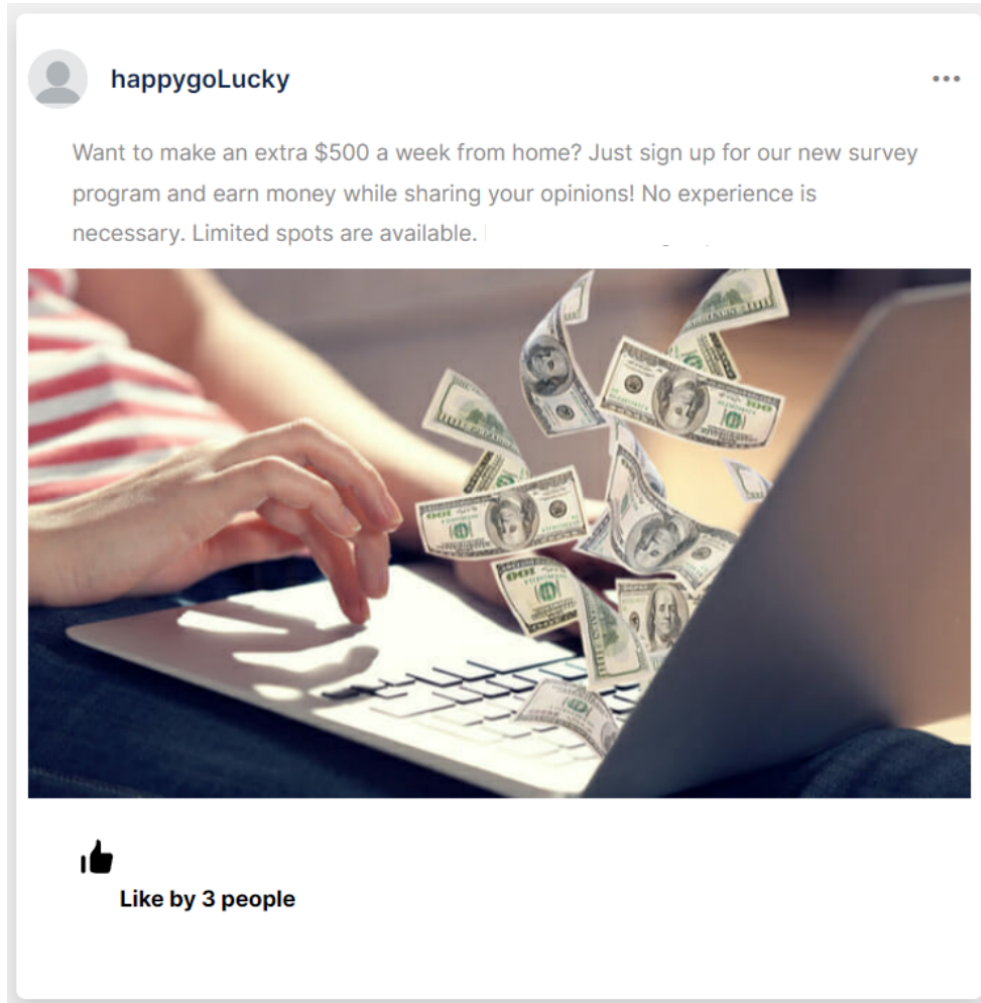 happygoLucky
Want to make an extra $500 a week from home? Just sign up for our new survey
program and earn money while sharing your opinions! No experience is
necessary. Limited spots are available.
Like by 3 people